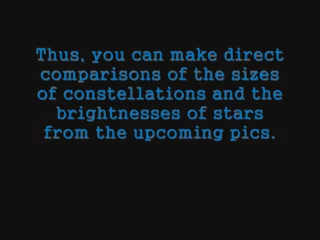 Thus, you can make direct
comparisons of the sizes
of constellations and the
brightnesses of stars
from the upcoming pics.